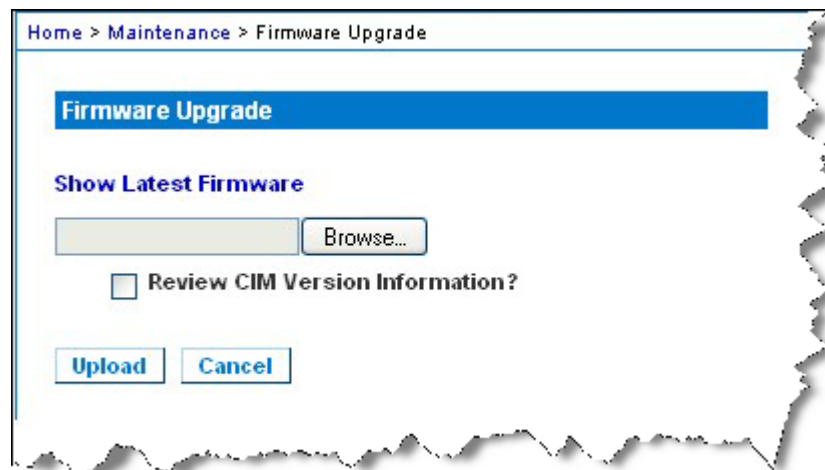 Home > Maintenance > Firmware Upgrade
Firmware Upgrade
Show Latest Firmware
Browse...
Review CIM Version Information?
Upload Cancel